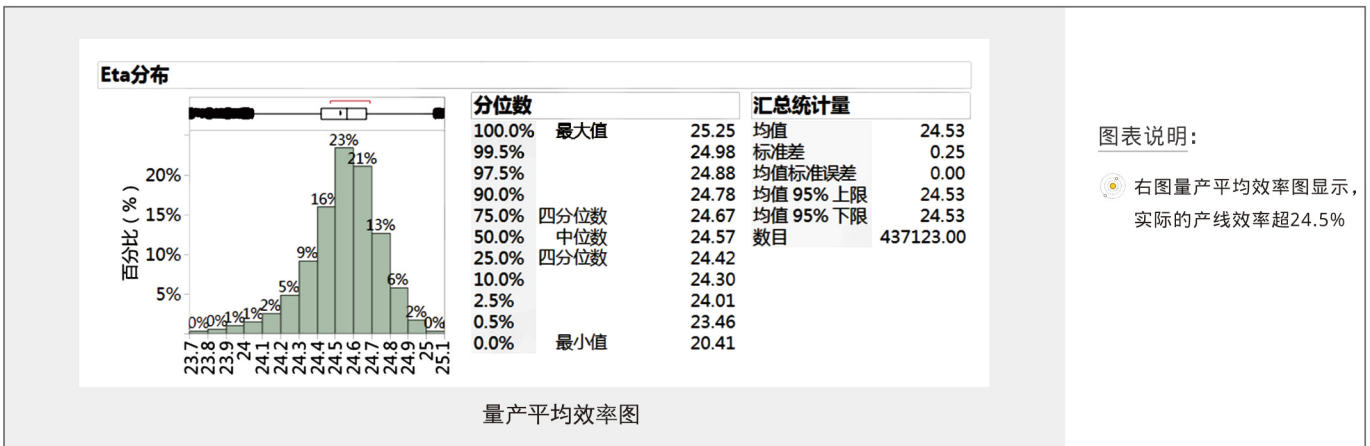 Eta分布
百分比（%）
20%
15%
10%
5%
0% 0% 1% 1% 2% 5% 9% 16% 23% 21% 13% 6% 2% 0%
23.7 23.8 23.9 24 24.1 24.2 24.3 24.4 24.5 24.6 24.7 24.8 24.9 25 25.1
分位数
100.0% 最大值 25.25
99.5% 24.98
97.5% 24.88
90.0% 24.78
75.0% 四分位数 24.67
50.0% 中位数 24.57
25.0% 四分位数 24.42
10.0% 24.30
2.5% 24.01
0.5% 23.46
0.0% 最小值 20.41
汇总统计量
均值 24.53
标准差 0.25
均值标准误差 0.00
均值 95% 上限 24.53
均值 95% 下限 24.53
数目 437123.00
量产平均效率图
图表说明：
右图量产平均效率图显示，
实际的产线效率超24.5%